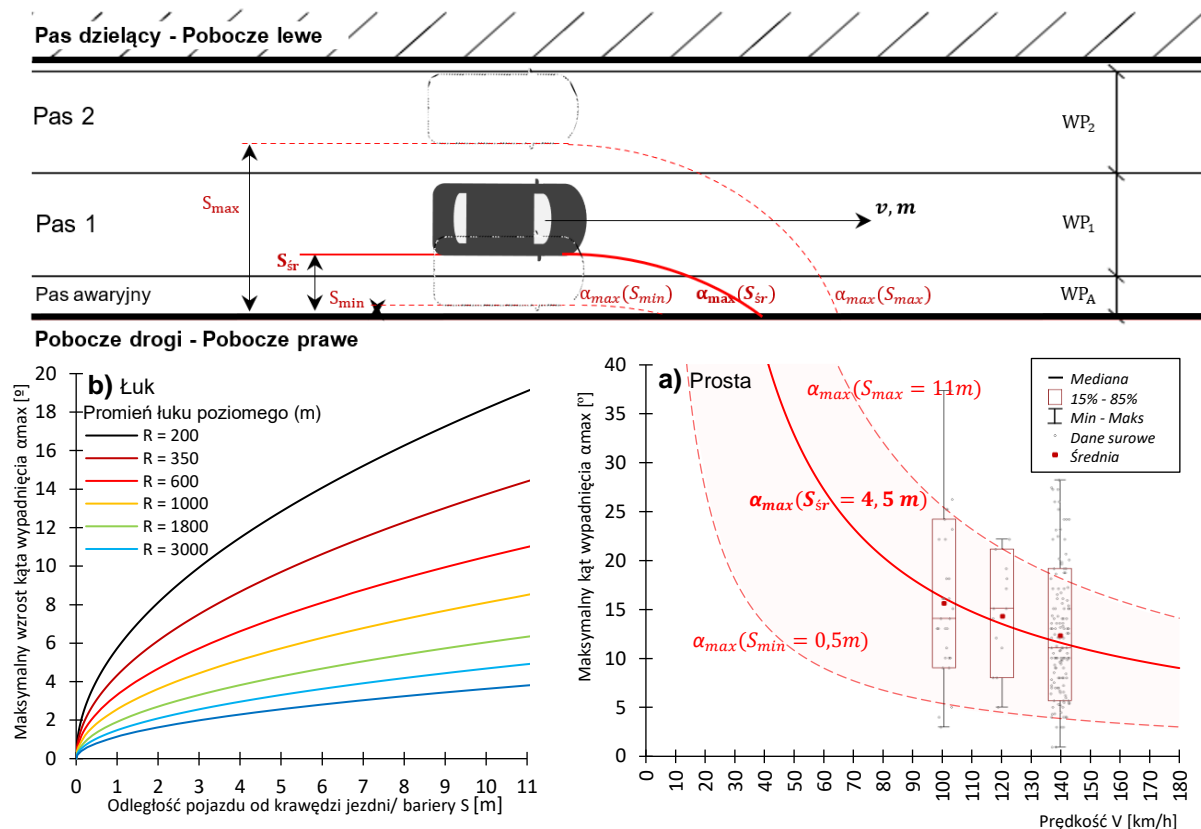 Pas dzielący - Pobocze lewe
Pas 2
WP2
Smax
Pas 1
v, m
WP1
Sśr
Smin
Pas awaryjny
αmax(Smin)
αmax(Sśr)
αmax(Smax)
WPA
Pobocze drogi - Pobocze prawe
b) Łuk
Promień łuku poziomego (m)
R = 200
R = 350
R = 600
R = 1000
R = 1800
R = 3000
Maksymalny wzrost kąta wypadnięcia αmax [º]
20
18
16
14
12
10
8
6
4
2
0
0 1 2 3 4 5 6 7 8 9 10 11
Odległość pojazdu od krawędzi jezdni/ bariery S [m]
a) Prosta
αmax(Smax = 11m)
αmax(Sśr = 4,5 m)
αmax(Smin = 0,5m)
Mediana
15% - 85%
Min - Maks
Dane surowe
Średnia
Maksymalny kąt wypadnięcia αmax [º]
40
35
30
25
20
15
10
5
0
0 10 20 30 40 50 60 70 80 90 100 110 120 130 140 150 160 170 180
Prędkość V [km/h]